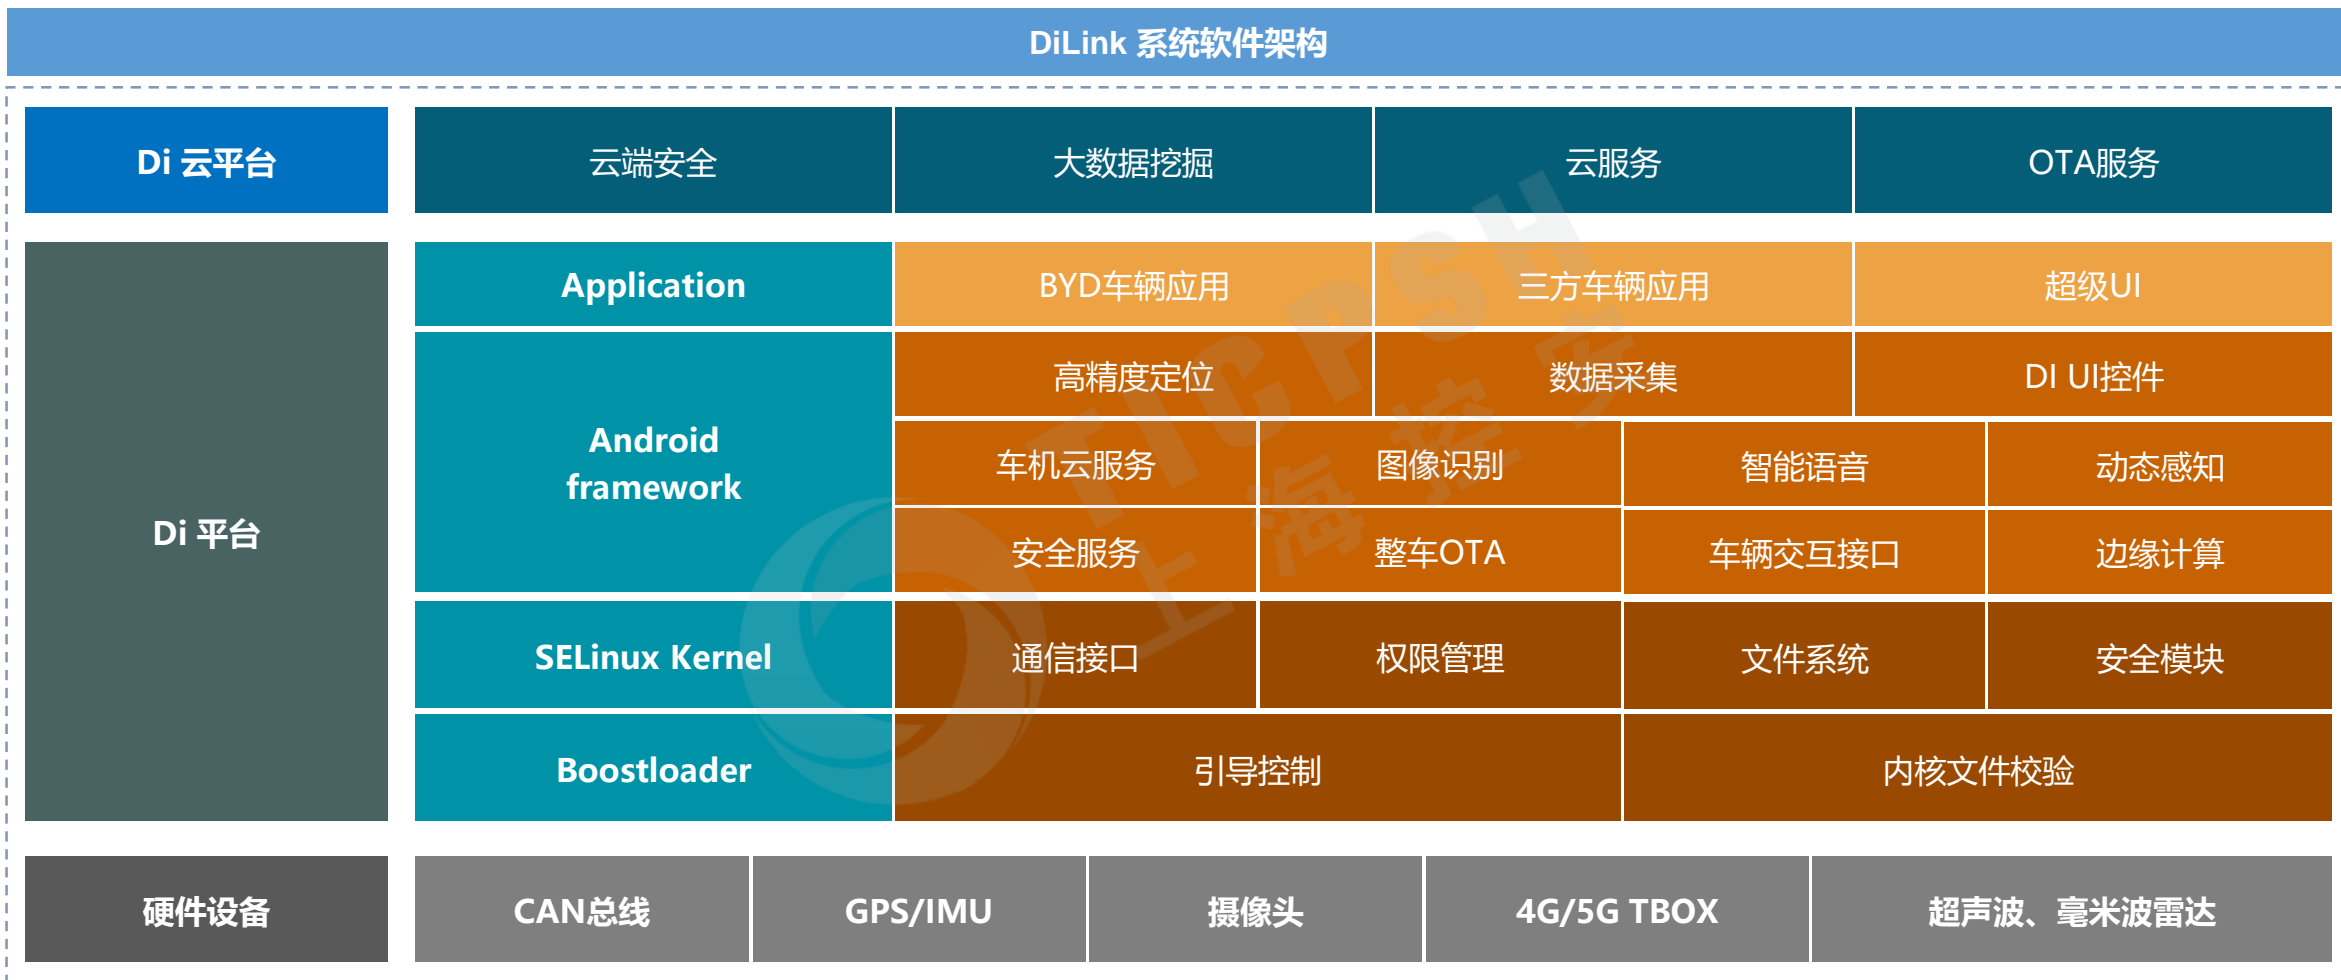 DiLink 系统软件架构
Di 云平台
云端安全
大数据挖掘
云服务
OTA服务
Di 平台
Application
BYD车辆应用
三方车辆应用
超级UI
Android
framework
高精度定位
数据采集
DI UI控件
车机云服务
图像识别
智能语音
动态感知
安全服务
整车OTA
车辆交互接口
边缘计算
SELinux Kernel
通信接口
权限管理
文件系统
安全模块
Boostloader
引导控制
内核文件校验
硬件设备
CAN总线
GPS/IMU
摄像头
4G/5G TBOX
超声波、毫米波雷达
TICPSH
上海控安